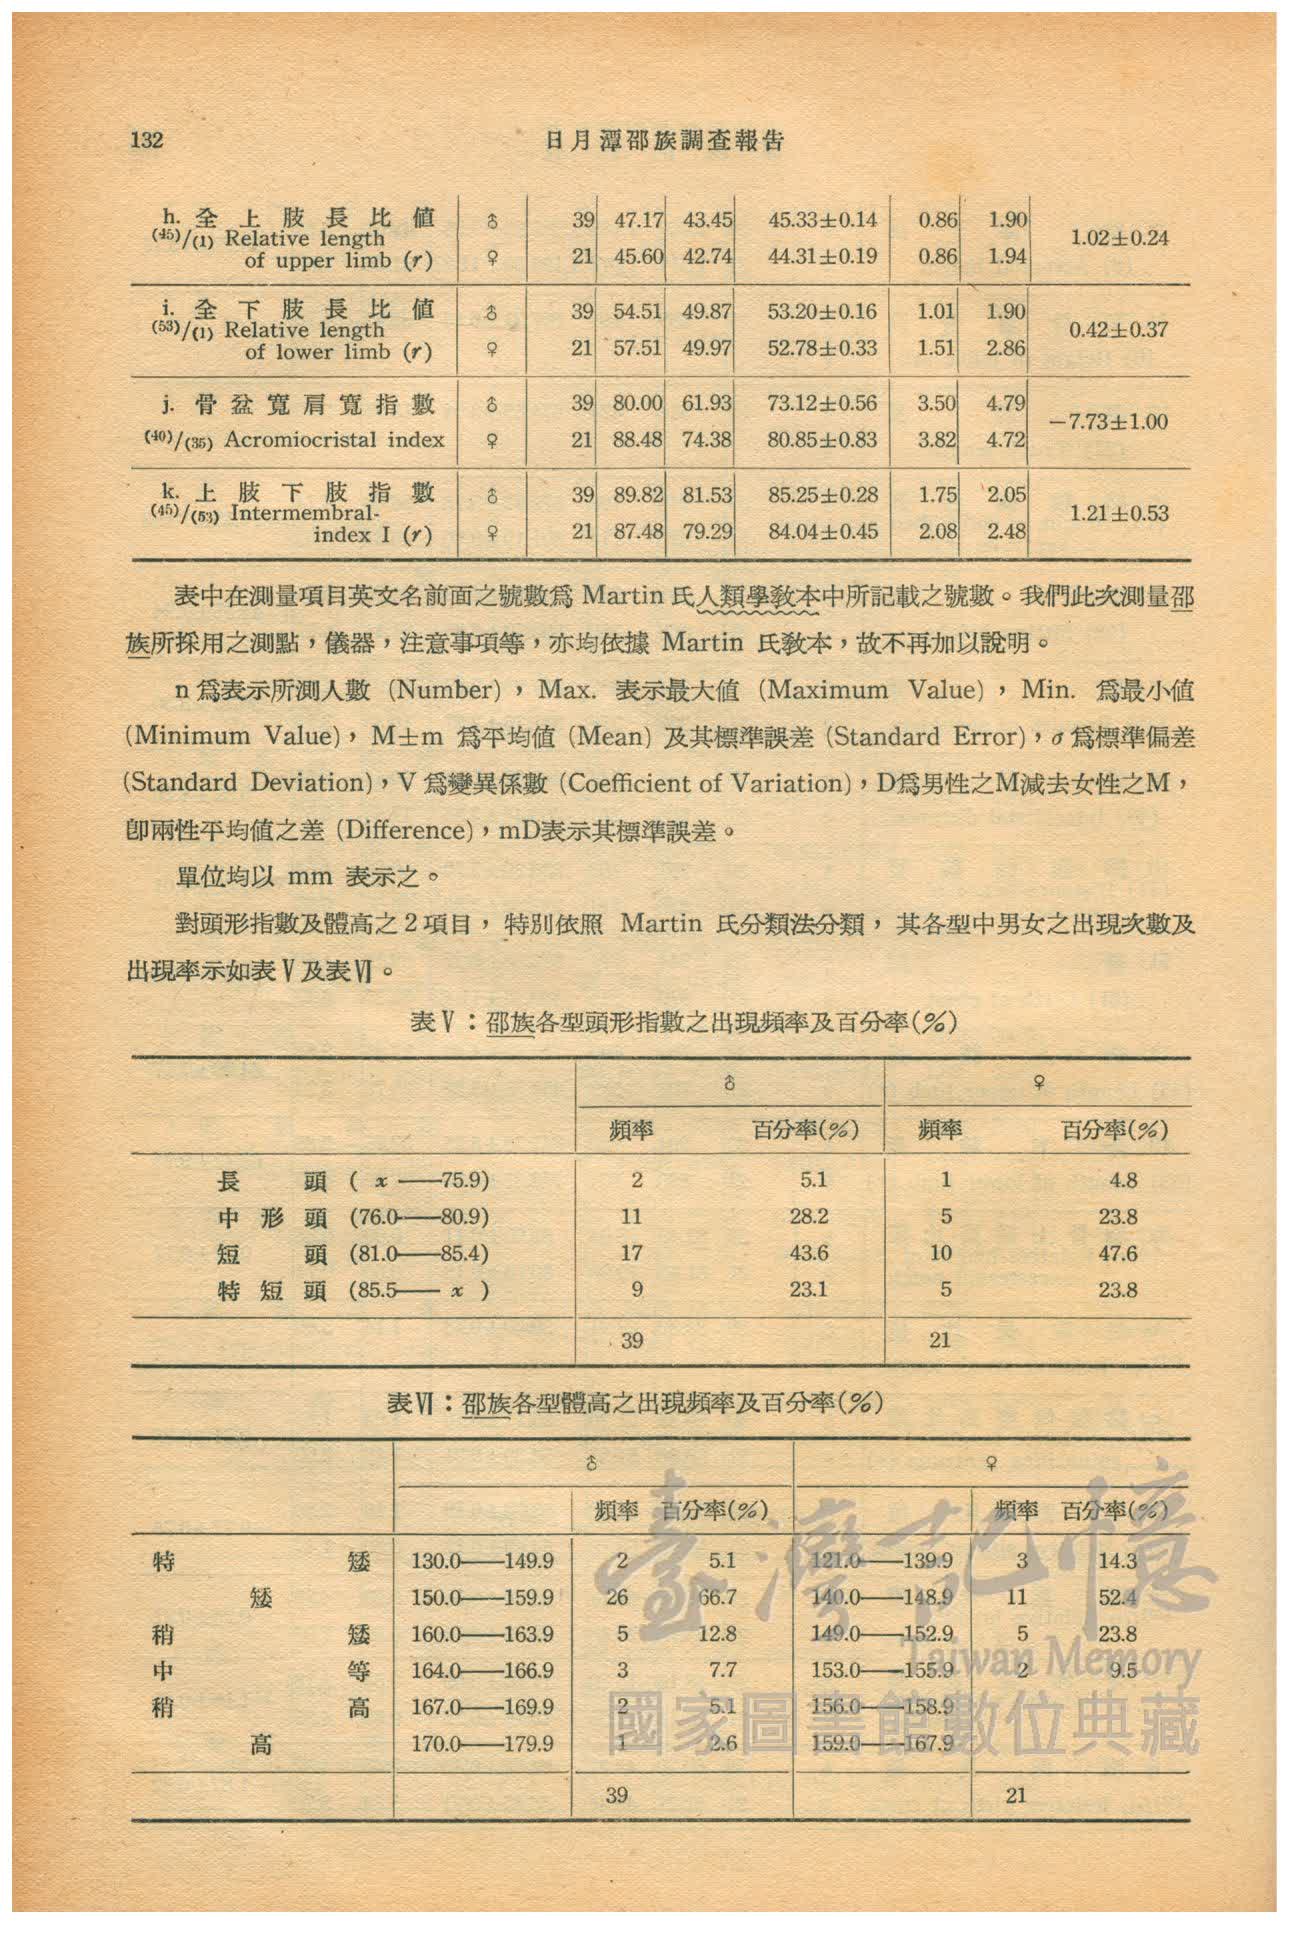 132 日月潭邵族調査報告
h. 全上肢長比値 ♂ 39 47.17 43.45 45.33±0.14 0.86 1.90
(45)/(1) Relative length 1.02±0.24
of upper limb (r) ♀ 21 45.60 42.74 44.31±0.19 0.86 1.94
i. 全下肢長比値 ♂ 39 54.51 49.87 53.20±0.16 1.01 1.90
(53)/(1) Relative length 0.42±0.37
of lower limb (r) ♀ 21 57.51 49.97 52.78±0.33 1.51 2.86
j. 骨盆寬肩寬指數 ♂ 39 80.00 61.93 73.12±0.56 3.50 4.79
−7.73±1.00
(40)/(35) Acromiocristal index ♀ 21 88.48 74.38 80.85±0.83 3.82 4.72
k. 上肢下肢指數 ♂ 39 89.82 81.53 85.25±0.28 1.75 2.05
(45)/(53) Intermembral- 1.21±0.53
index I (r) ♀ 21 87.48 79.29 84.04±0.45 2.08 2.48
表中在測量項目英文名前面之號數爲 Martin 氏人類學敎本中所記載之號數。我們此次測量邵
族所採用之測點，儀器，注意事項等，亦均依據 Martin 氏敎本，故不再加以說明。
n 爲表示所測人數 (Number)，Max. 表示最大値 (Maximum Value)，Min. 爲最小値
(Minimum Value)，M±m 爲平均値 (Mean) 及其標準誤差 (Standard Error)，σ 爲標準偏差
(Standard Deviation)，V 爲變異係數 (Coefficient of Variation)，D爲男性之M減去女性之M，
卽兩性平均値之差 (Difference)，mD表示其標準誤差。
單位均以 mm 表示之。
對頭形指數及體高之 2 項目，特別依照 Martin 氏分類法分類，其各型中男女之出現次數及
出現率示如表Ⅴ及表Ⅵ。
表Ⅴ：邵族各型頭形指數之出現頻率及百分率(%)
♂ ♀
頻率 百分率(%) 頻率 百分率(%)
長頭 ( x——75.9) 2 5.1 1 4.8
中形頭 (76.0——80.9) 11 28.2 5 23.8
短頭 (81.0——85.4) 17 43.6 10 47.6
特短頭 (85.5—— x ) 9 23.1 5 23.8
39 21
表Ⅵ：邵族各型體高之出現頻率及百分率(%)
♂ ♀
頻率 百分率(%) 頻率 百分率(%)
特矮 130.0——149.9 2 5.1 121.0——139.9 3 14.3
矮 150.0——159.9 26 66.7 140.0——148.9 11 52.4
稍矮 160.0——163.9 5 12.8 149.0——152.9 5 23.8
中等 164.0——166.9 3 7.7 153.0——155.9 2 9.5
稍高 167.0——169.9 2 5.1 156.0——158.9
高 170.0——179.9 1 2.6 159.0——167.9
39 21
臺灣記憶
Taiwan Memory
國家圖書館數位典藏